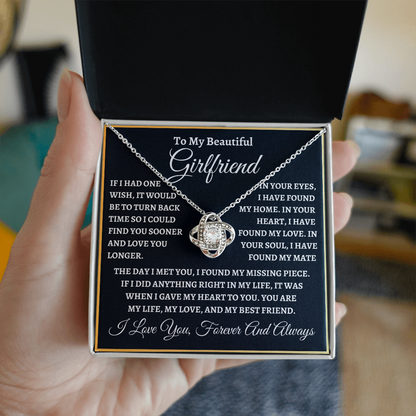 To My Beautiful
Girlfriend
IF I HAD ONE
WISH, IT WOULD
BE TO TURN BACK
TIME SO I COULD
FIND YOU SOONER
AND LOVE YOU
LONGER.
IN YOUR EYES,
I HAVE FOUND
MY HOME. IN YOUR
HEART, I HAVE
FOUND MY LOVE. IN
YOUR SOUL, I HAVE
FOUND MY MATE
THE DAY I MET YOU, I FOUND MY MISSING PIECE.
IF I DID ANYTHING RIGHT IN MY LIFE, IT WAS
WHEN I GAVE MY HEART TO YOU. YOU ARE
MY LIFE, MY LOVE, AND MY BEST FRIEND.
I Love You, Forever And Always